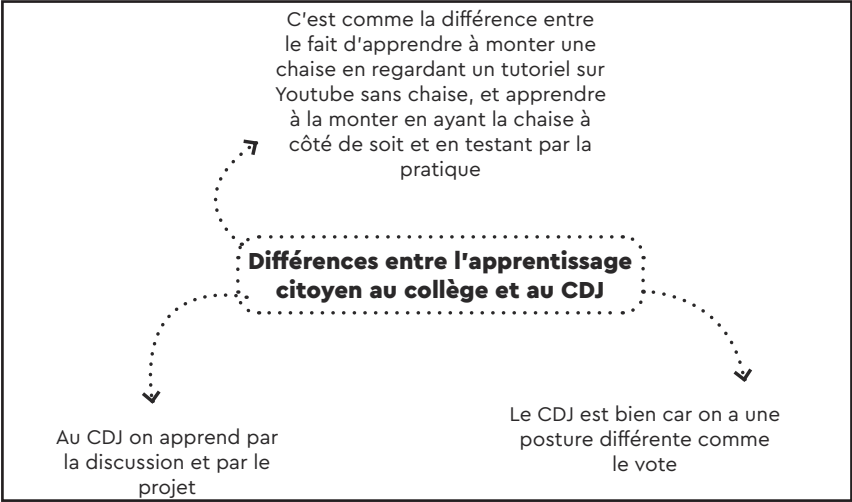 C'est comme la différence entre
le fait d'apprendre à monter une
chaise en regardant un tutoriel sur
Youtube sans chaise, et apprendre
à la monter en ayant la chaise à
côté de soit et en testant par la
pratique
Différences entre l'apprentissage
citoyen au collège et au CDJ
Au CDJ on apprend par
la discussion et par le
projet
Le CDJ est bien car on a une
posture différente comme
le vote